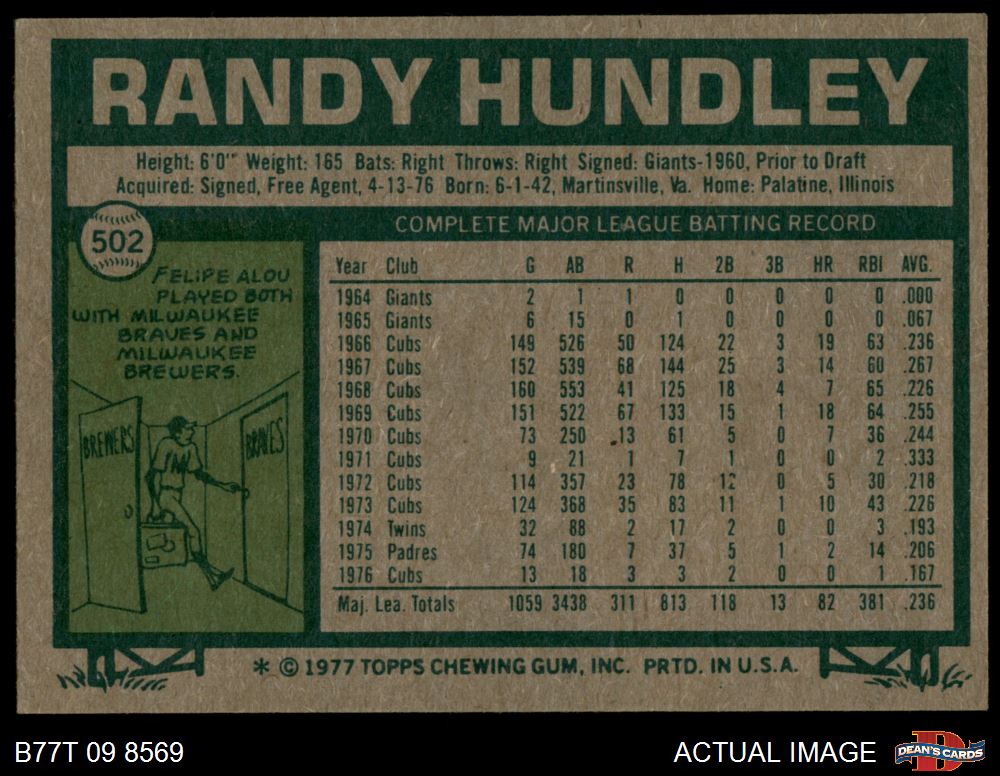 RANDY HUNDLEY
Height: 6'0" Weight: 165 Bats: Right Throws: Right Signed: Giants-1960, Prior to Draft
Acquired: Signed, Free Agent, 4-13-76 Born: 6-1-42, Martinsville, Va. Home: Palatine, Illinois
502
FELIPE ALOU
PLAYED BOTH
WITH MILWAUKEE
BRAVES AND
MILWAUKEE
BREWERS.
BREWERS
BRAVES
M
COMPLETE MAJOR LEAGUE BATTING RECORD
Year Club G AB R H 2B 3B HR RBI AVG.
1964 Giants 2 1 1 0 0 0 0 0 .000
1965 Giants 6 15 0 1 0 0 0 0 .067
1966 Cubs 149 526 50 124 22 3 19 63 .236
1967 Cubs 152 539 68 144 25 3 14 60 .267
1968 Cubs 160 553 41 125 18 4 7 65 .226
1969 Cubs 151 522 67 133 15 1 18 64 .255
1970 Cubs 73 250 13 61 5 0 7 36 .244
1971 Cubs 9 21 1 7 1 0 0 2 .333
1972 Cubs 114 357 23 78 12 0 5 30 .218
1973 Cubs 124 368 35 83 11 1 10 43 .226
1974 Twins 32 88 2 17 2 0 0 3 .193
1975 Padres 74 180 7 37 5 1 2 14 .206
1976 Cubs 13 18 3 3 2 0 0 1 .167
Maj. Lea. Totals 1059 3438 311 813 118 13 82 381 .236
* © 1977 TOPPS CHEWING GUM, INC. PRTD. IN U.S.A.
B77T 09 8569
ACTUAL IMAGE
DEAN'S CARDS